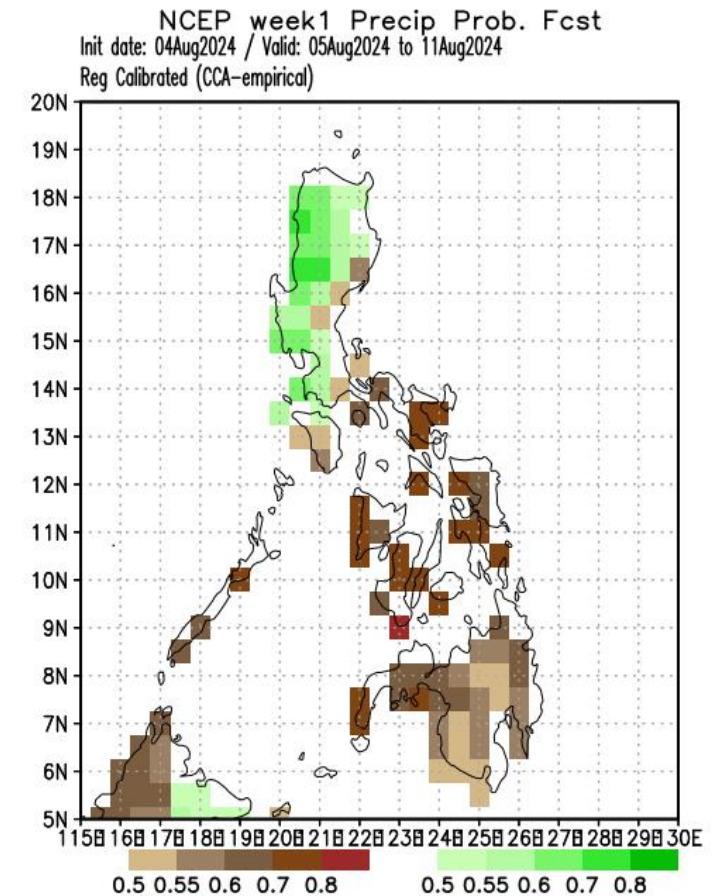 NCEP week1 Precip Prob. Fcst
Init date: 04Aug2024 / Valid: 05Aug2024 to 11Aug2024
Reg Calibrated (CCA-empirical)
20N
19N
18N
17N
16N
15N
14N
13N
12N
11N
10N
9N
8N
7N
6N
5N
115E 116E 117E 118E 119E 120E 121E 122E 123E 124E 125E 126E 127E 128E 129E 130E
0.5 0.55 0.6 0.7 0.8 0.5 0.55 0.6 0.7 0.8